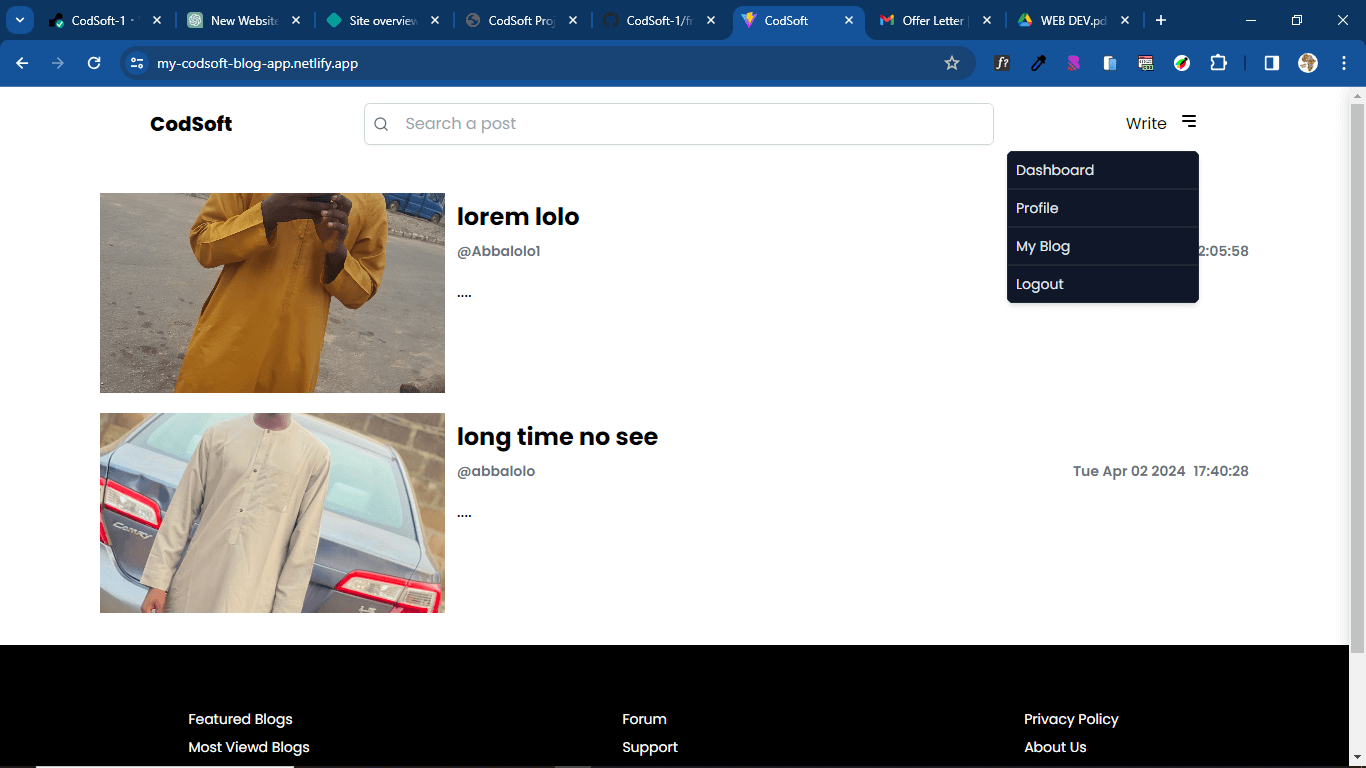 CodSoft-1 -
New Website
Site overview
CodSoft Proj
CodSoft-1/fr
CodSoft
Offer Letter |
WEB DEV.pd
my-codsoft-blog-app.netlify.app
CodSoft
Search a post
Write
Dashboard
Profile
My Blog
Logout
lorem lolo
@Abbalolo1
2:05:58
....
long time no see
@abbalolo
Tue Apr 02 2024 17:40:28
....
CAMRY
Featured Blogs
Forum
Privacy Policy
Most Viewd Blogs
Support
About Us